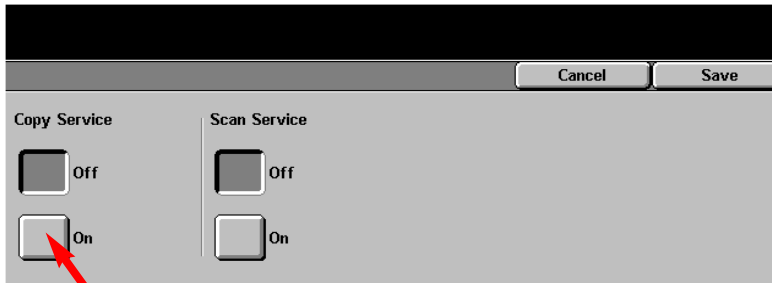 Cancel Save
Copy Service Scan Service
Off Off
On On